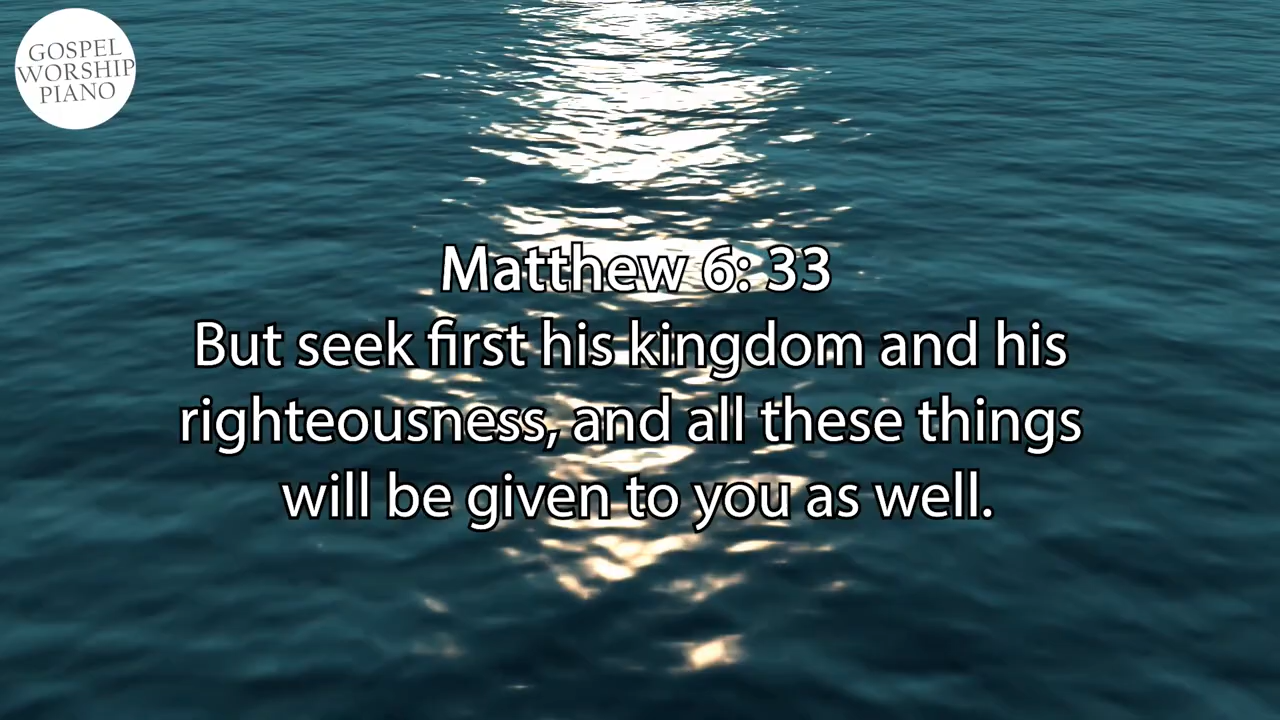 GOSPEL
WORSHIP
PIANO
Matthew 6: 33
But seek first his kingdom and his
righteousness, and all these things
will be given to you as well.